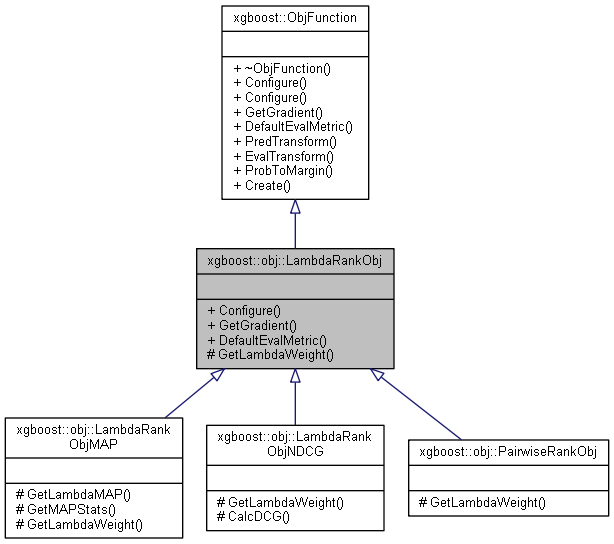 xgboost::ObjFunction
+ ~ObjFunction()
+ Configure()
+ Configure()
+ GetGradient()
+ DefaultEvalMetric()
+ PredTransform()
+ EvalTransform()
+ ProbToMargin()
+ Create()
xgboost::obj::LambdaRankObj
+ Configure()
+ GetGradient()
+ DefaultEvalMetric()
# GetLambdaWeight()
xgboost::obj::LambdaRank
ObjMAP
# GetLambdaMAP()
# GetMAPStats()
# GetLambdaWeight()
xgboost::obj::LambdaRank
ObjNDCG
# GetLambdaWeight()
# CalcDCG()
xgboost::obj::PairwiseRankObj
# GetLambdaWeight()